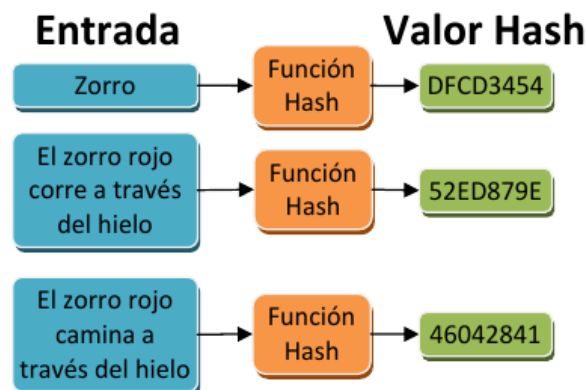 Entrada
Valor Hash
Zorro
Función
Hash
DFCD3454
El zorro rojo
corre a través
del hielo
Función
Hash
52ED879E
El zorro rojo
camina a
través del hielo
Función
Hash
46042841